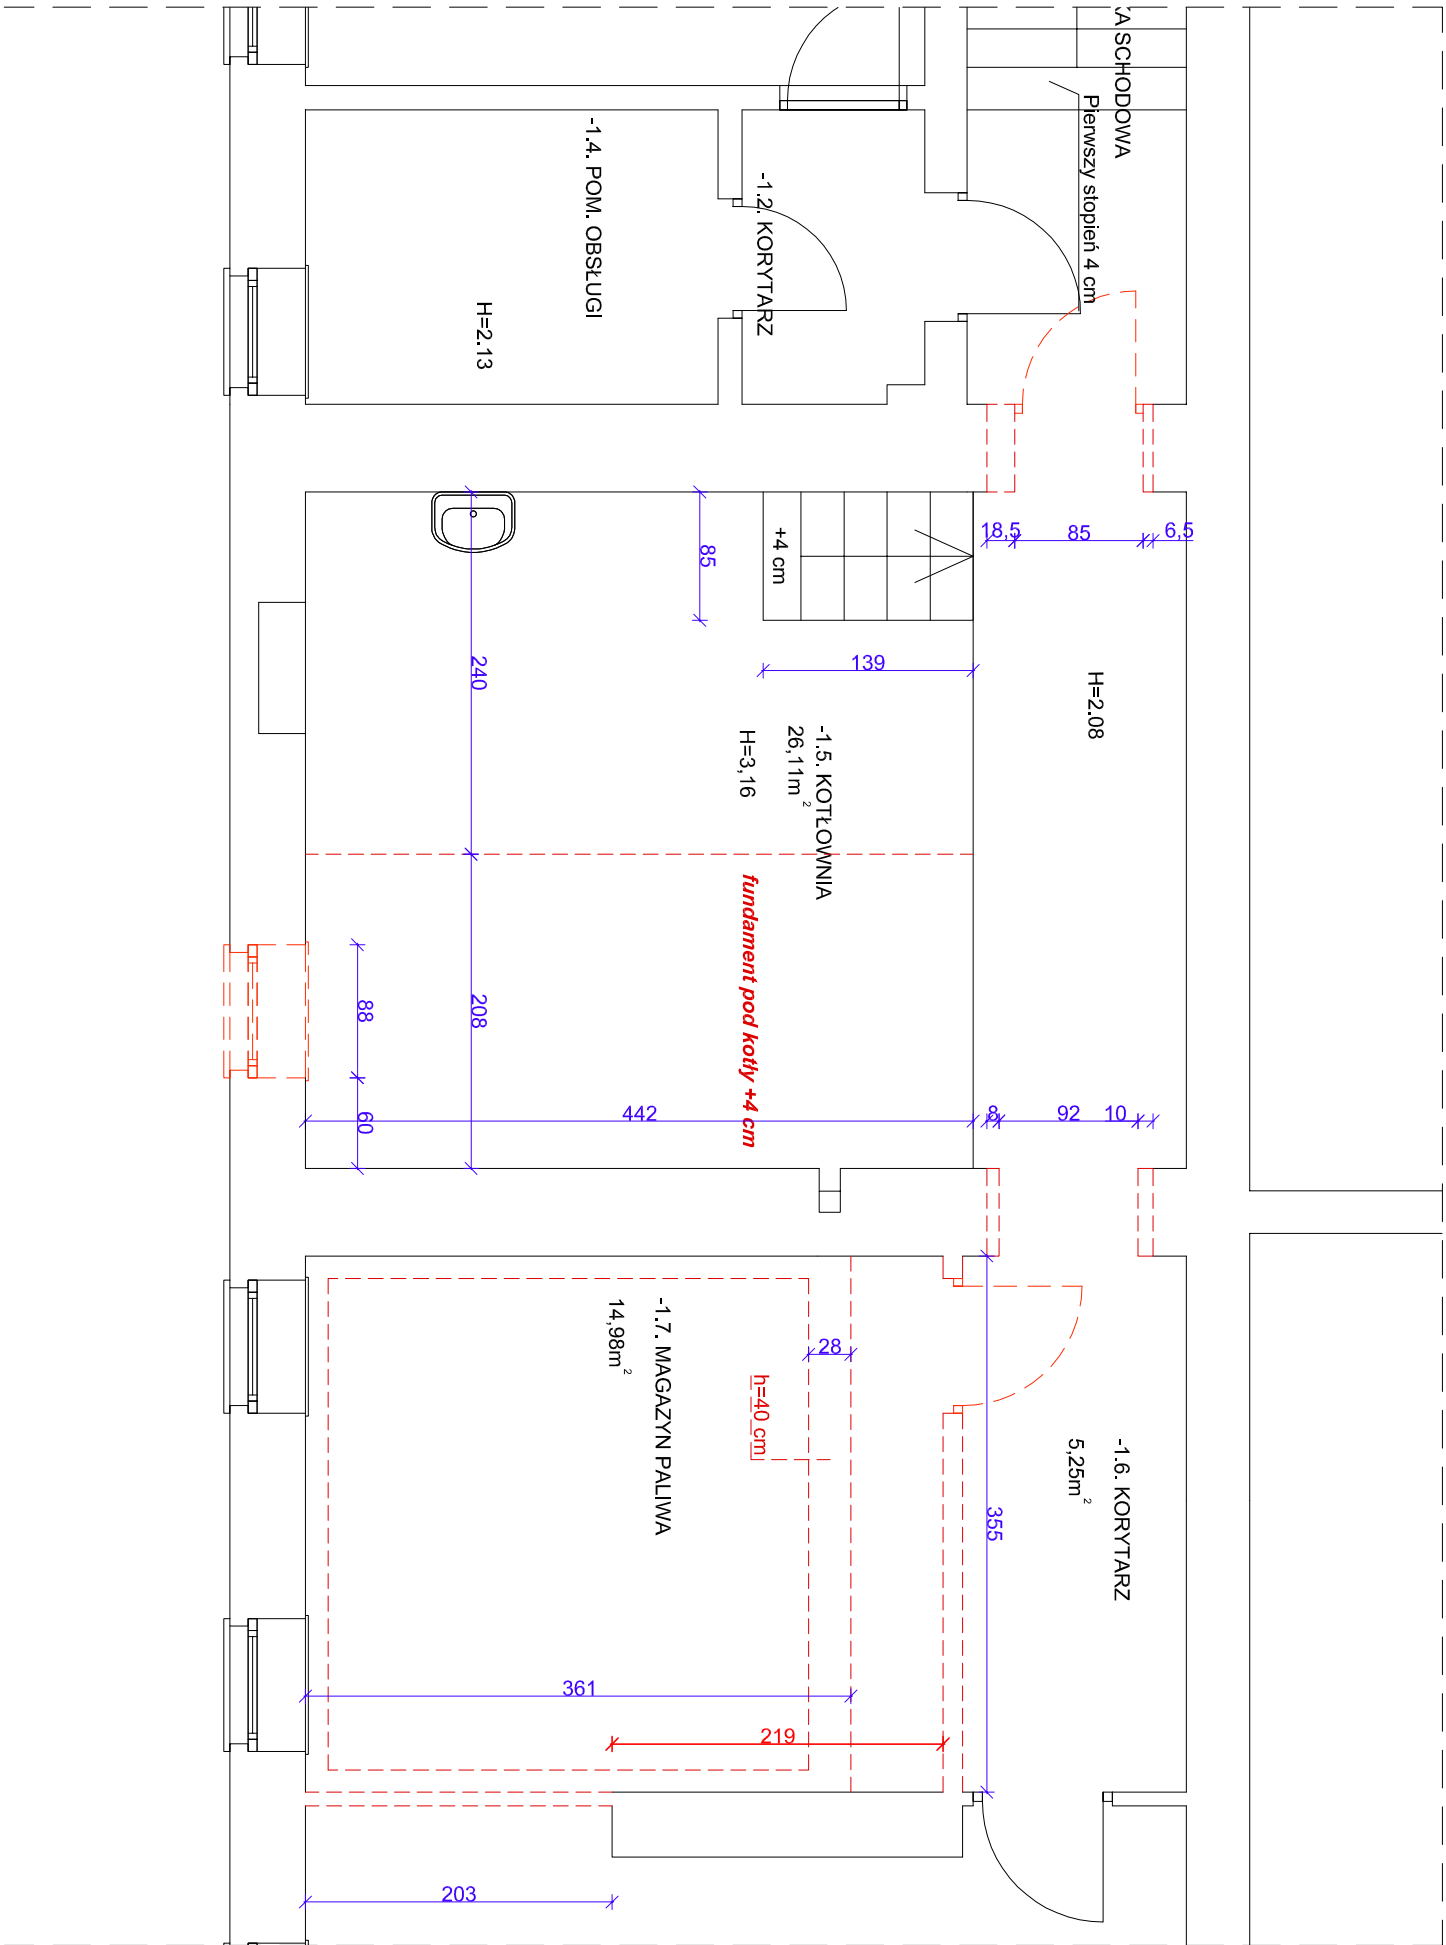 KA SCHODOWA
Pierwszy stopień 4 cm
-1.4. POM. OBSŁUGI
-1.2. KORYTARZ
H=2.13
18,5
85
6,5
+4 cm
85
139
240
H=2.08
-1.5. KOTŁOWNIA
26,11m²
H=3,16
fundament pod kotły +4 cm
88
208
60
442
8
92
10
28
-1.7. MAGAZYN PALIWA
14,98m²
h=40 cm
-1.6. KORYTARZ
5,25m²
355
361
219
203